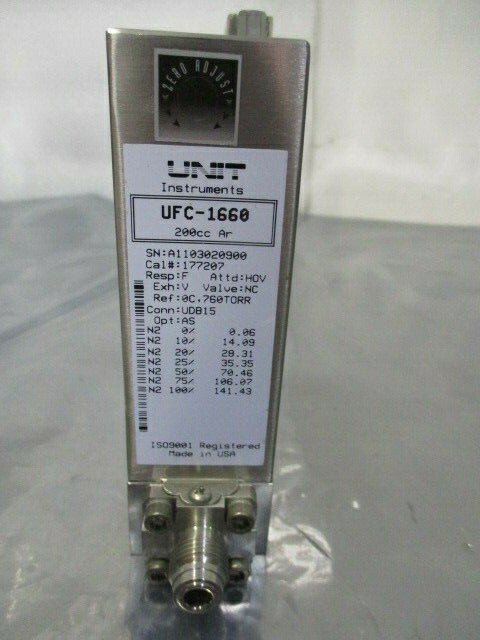 ZERO ADJUST
UNIT
Instruments
UFC-1660
200cc Ar
SN:A1103020900
Cal#:177207
Resp:F Attd:HOV
Exh:V Valve:NC
Ref:0C,760TORR
Conn:UDB15
Opt:AS
N2 0% 0.06
N2 10% 14.09
N2 20% 28.31
N2 25% 35.35
N2 50% 70.46
N2 75% 106.07
N2 100% 141.43
ISO9001 Registered
Made in USA